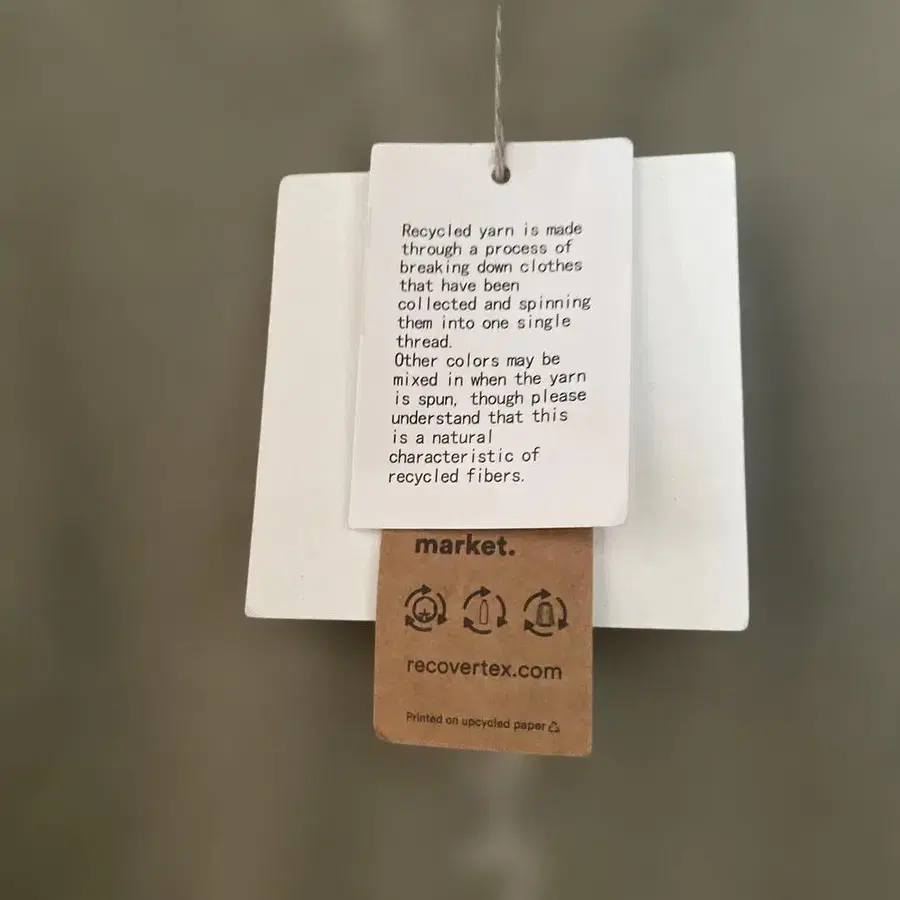 Recycled yarn is made
through a process of
breaking down clothes
that have been
collected and spinning
them into one single
thread.
Other colors may be
mixed in when the yarn
is spun, though please
understand that this
is a natural
characteristic of
recycled fibers.
market.
recovertex.com
Printed on upcycled paper